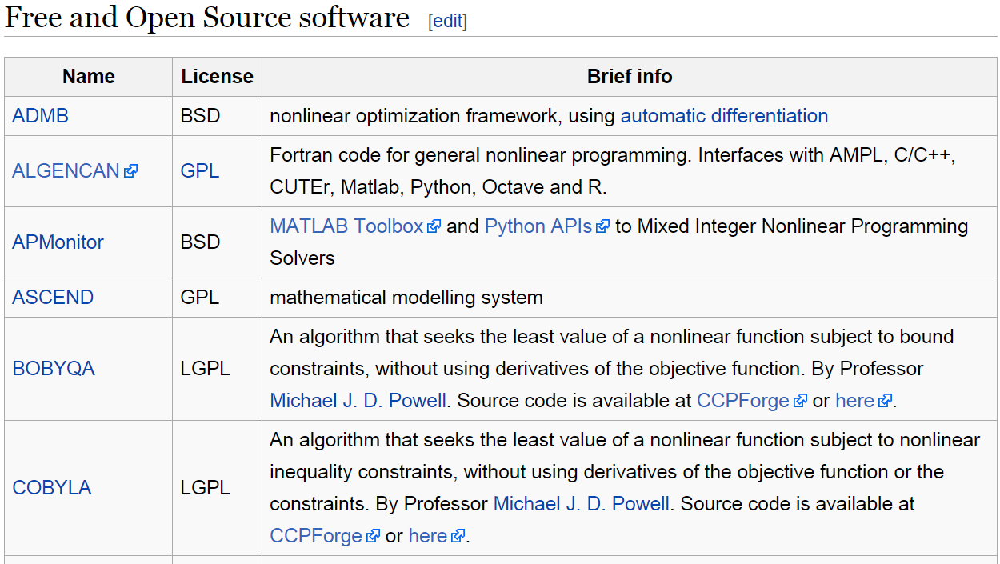 Free and Open Source software [edit]
Name License Brief info
ADMB BSD nonlinear optimization framework, using automatic differentiation
ALGENCAN GPL Fortran code for general nonlinear programming. Interfaces with AMPL, C/C++,
CUTEr, Matlab, Python, Octave and R.
APMonitor BSD MATLAB Toolbox and Python APIs to Mixed Integer Nonlinear Programming
Solvers
ASCEND GPL mathematical modelling system
BOBYQA LGPL An algorithm that seeks the least value of a nonlinear function subject to bound
constraints, without using derivatives of the objective function. By Professor
Michael J. D. Powell. Source code is available at CCPForge or here.
COBYLA LGPL An algorithm that seeks the least value of a nonlinear function subject to nonlinear
inequality constraints, without using derivatives of the objective function or the
constraints. By Professor Michael J. D. Powell. Source code is available at
CCPForge or here.